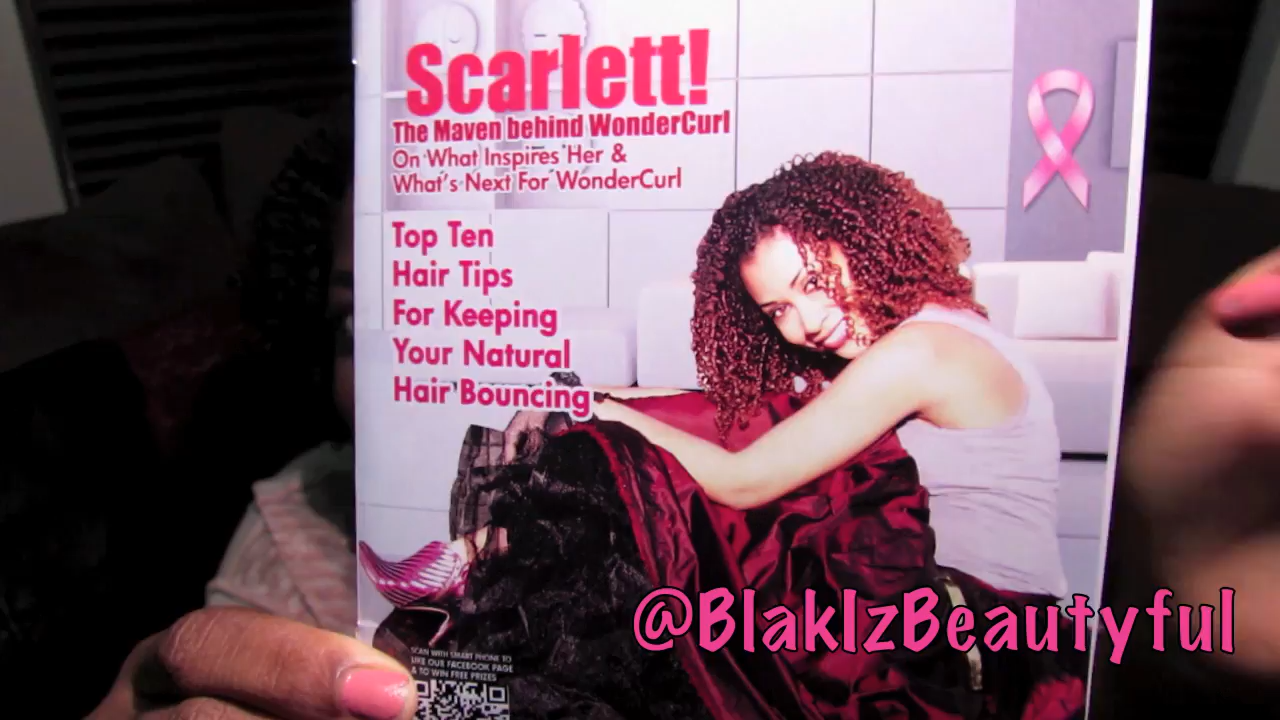 Scarlett!
The Maven behind WonderCurl
On What Inspires Her &
What's Next For WonderCurl
Top Ten
Hair Tips
For Keeping
Your Natural
Hair Bouncing
@BlakIzBeautyful
SCAN WITH SMART PHONE TO
LIKE OUR FACEBOOK PAGE
& TO WIN FREE PRIZES